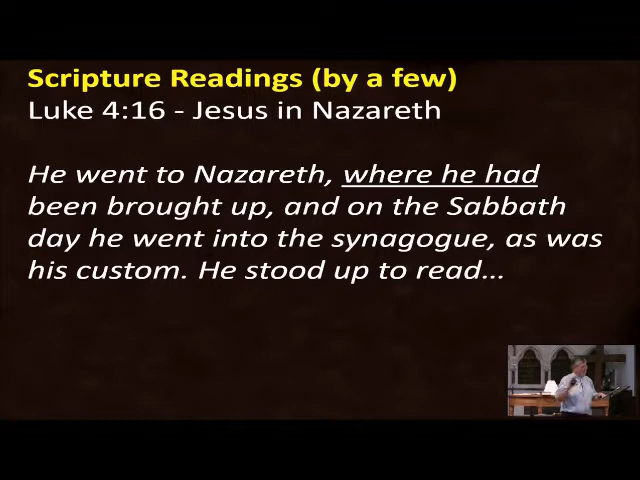 Scripture Readings (by a few)
Luke 4:16 - Jesus in Nazareth
He went to Nazareth, where he had
been brought up, and on the Sabbath
day he went into the synagogue, as was
his custom. He stood up to read...